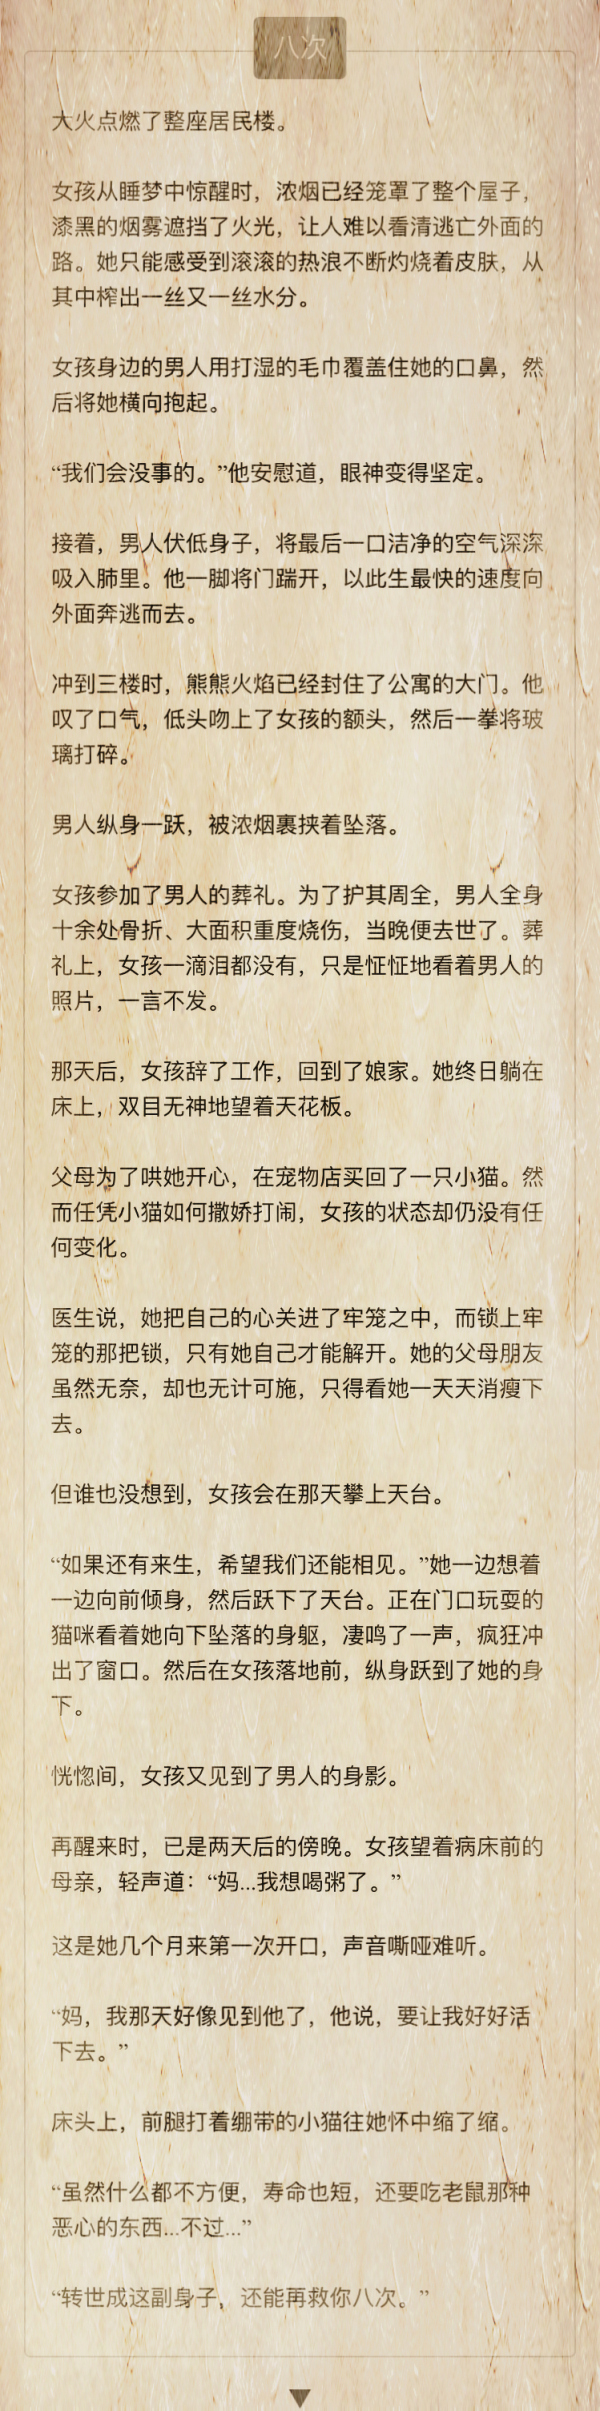 八次
大火点燃了整座居民楼。
女孩从睡梦中惊醒时，浓烟已经笼罩了整个屋子，
漆黑的烟雾遮挡了火光，让人难以看清逃亡外面的
路。她只能感受到滚滚的热浪不断灼烧着皮肤，从
其中榨出一丝又一丝水分。
女孩身边的男人用打湿的毛巾覆盖住她的口鼻，然
后将她横向抱起。
“我们会没事的。”他安慰道，眼神变得坚定。
接着，男人伏低身子，将最后一口洁净的空气深深
吸入肺里。他一脚将门踹开，以此生最快的速度向
外面奔逃而去。
冲到三楼时，熊熊火焰已经封住了公寓的大门。他
叹了口气，低头吻上了女孩的额头，然后一拳将玻
璃打碎。
男人纵身一跃，被浓烟裹挟着坠落。
女孩参加了男人的葬礼。为了护其周全，男人全身
十余处骨折、大面积重度烧伤，当晚便去世了。葬
礼上，女孩一滴泪都没有，只是怔怔地看着男人的
照片，一言不发。
那天后，女孩辞了工作，回到了娘家。她终日躺在
床上，双目无神地望着天花板。
父母为了哄她开心，在宠物店买回了一只小猫。然
而任凭小猫如何撒娇打闹，女孩的状态却仍没有任
何变化。
医生说，她把自己的心关进了牢笼之中，而锁上牢
笼的那把锁，只有她自己才能解开。她的父母朋友
虽然无奈，却也无计可施，只得看她一天天消瘦下
去。
但谁也没想到，女孩会在那天攀上天台。
“如果还有来生，希望我们还能相见。”她一边想着
一边向前倾身，然后跃下了天台。正在门口玩耍的
猫咪看着她向下坠落的身躯，凄鸣了一声，疯狂冲
出了窗口。然后在女孩落地前，纵身跃到了她的身
下。
恍惚间，女孩又见到了男人的身影。
再醒来时，已是两天后的傍晚。女孩望着病床前的
母亲，轻声道：“妈...我想喝粥了。”
这是她几个月来第一次开口，声音嘶哑难听。
“妈，我那天好像见到他了，他说，要让我好好活
下去。”
床头上，前腿打着绷带的小猫往她怀中缩了缩。
“虽然什么都不方便，寿命也短，还要吃老鼠那种
恶心的东西...不过...”
“转世成这副身子，还能再救你八次。”